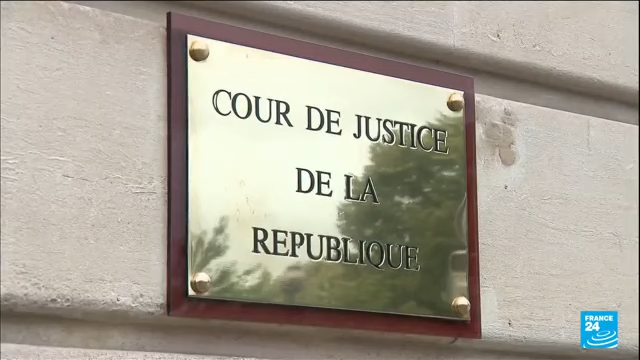 COUR DE JUSTICE
DE LA
REPUBLIQUE
FRANCE
24